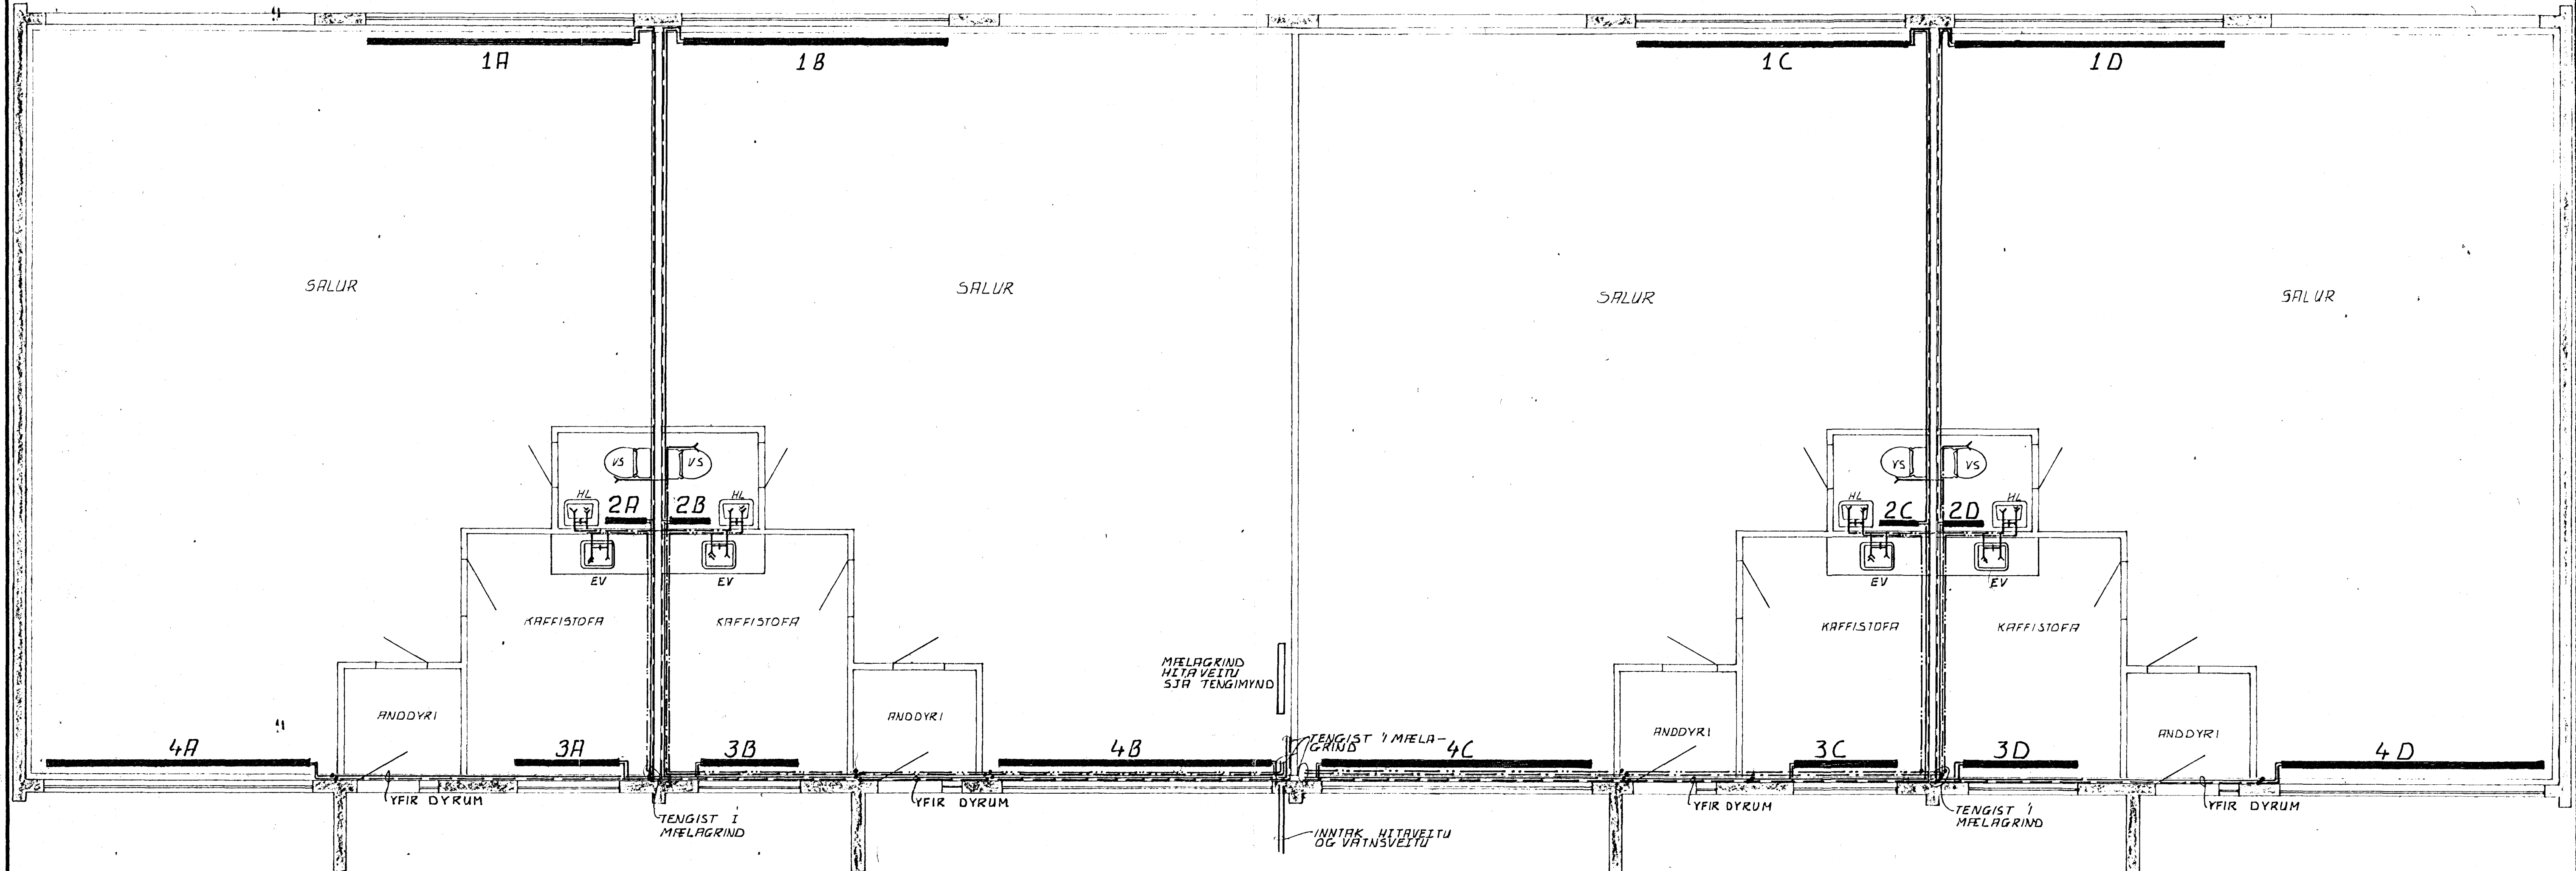 1A
1B
1C
1D
SALUR
SALUR
SALUR
SALUR
VS
VS
VS
VS
HL
2A
2B
HL
HL
2C
2D
HL
EV
EV
EV
EV
KAFFISTOFA
KAFFISTOFA
KAFFISTOFA
KAFFISTOFA
MÆLAGRIND
HITAVEITU
SJÁ TENGIMYND
ANDDYRI
ANDDYRI
ANDDYRI
ANDDYRI
4A
3A
3B
4B
TENGIST Í MÆLA-
GRIND
4C
3C
3D
4D
YFIR DYRUM
YFIR DYRUM
YFIR DYRUM
YFIR DYRUM
TENGIST Í
MÆLAGRIND
INNTAK HITAVEITU
OG VATNSVEITU
TENGIST Í
MÆLAGRIND